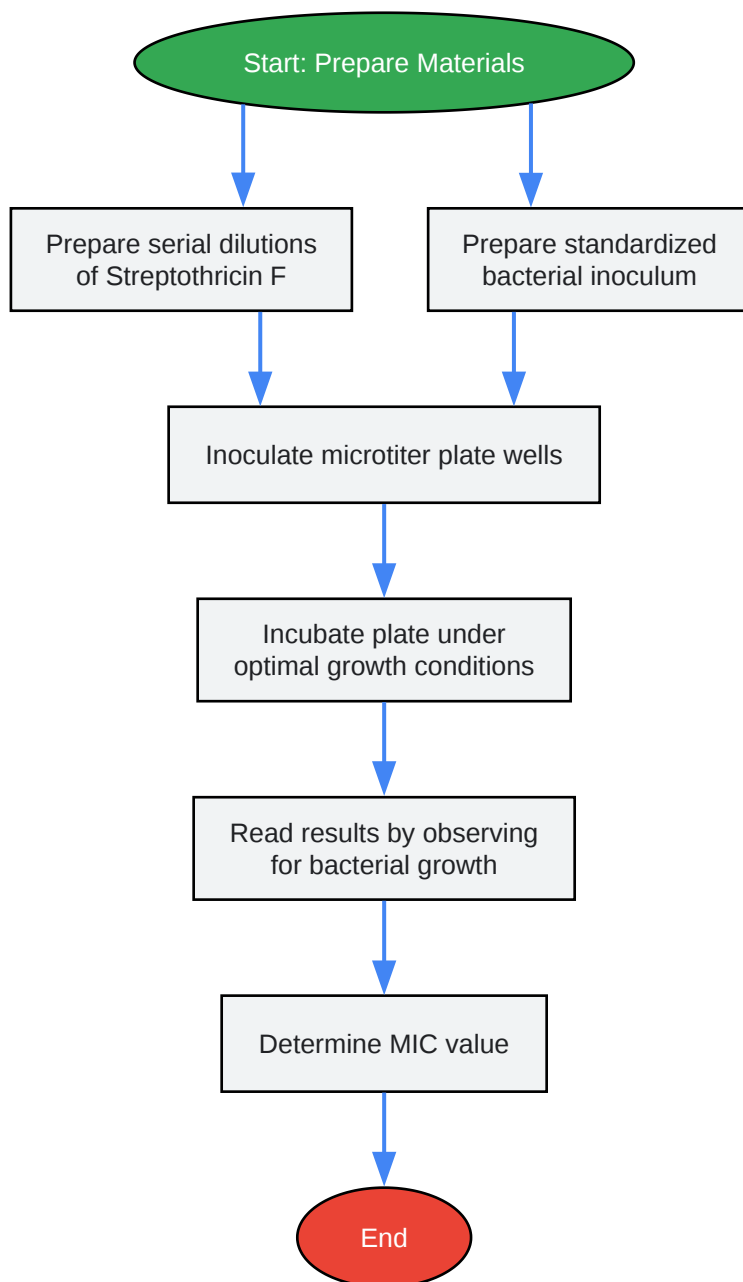 Start: Prepare Materials
Prepare serial dilutions
of Streptothricin F
Prepare standardized
bacterial inoculum
Inoculate microtiter plate wells
Incubate plate under
optimal growth conditions
Read results by observing
for bacterial growth
Determine MIC value
End